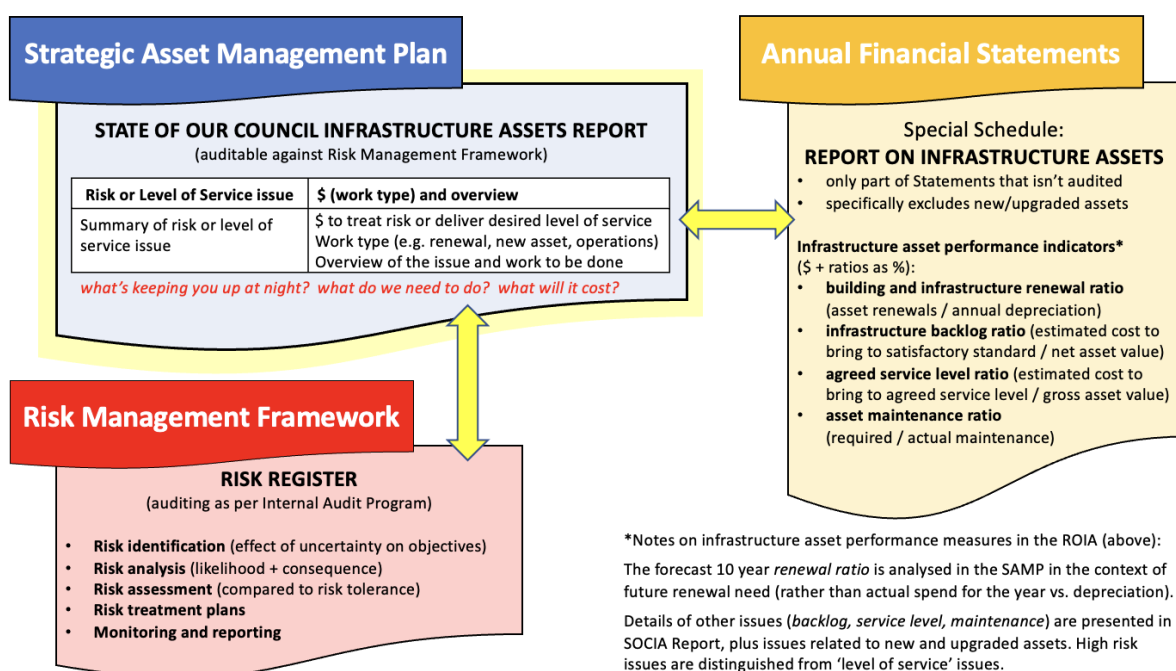 Strategic Asset Management Plan
STATE OF OUR COUNCIL INFRASTRUCTURE ASSETS REPORT
(auditable against Risk Management Framework)
Risk or Level of Service issue
$ (work type) and overview
Summary of risk or level of
service issue
$ to treat risk or deliver desired level of service
Work type (e.g. renewal, new asset, operations)
Overview of the issue and work to be done
what's keeping you up at night? what do we need to do? what will it cost?
Annual Financial Statements
Special Schedule:
REPORT ON INFRASTRUCTURE ASSETS
• only part of Statements that isn't audited
• specifically excludes new/upgraded assets
Infrastructure asset performance indicators*
($ + ratios as %):
• building and infrastructure renewal ratio
(asset renewals / annual depreciation)
• infrastructure backlog ratio (estimated cost to
bring to satisfactory standard / net asset value)
• agreed service level ratio (estimated cost to
bring to agreed service level / gross asset value)
• asset maintenance ratio
(required / actual maintenance)
Risk Management Framework
RISK REGISTER
(auditing as per Internal Audit Program)
• Risk identification (effect of uncertainty on objectives)
• Risk analysis (likelihood + consequence)
• Risk assessment (compared to risk tolerance)
• Risk treatment plans
• Monitoring and reporting
*Notes on infrastructure asset performance measures in the ROIA (above):
The forecast 10 year renewal ratio is analysed in the SAMP in the context of
future renewal need (rather than actual spend for the year vs. depreciation).
Details of other issues (backlog, service level, maintenance) are presented in
SOCIA Report, plus issues related to new and upgraded assets. High risk
issues are distinguished from 'level of service' issues.